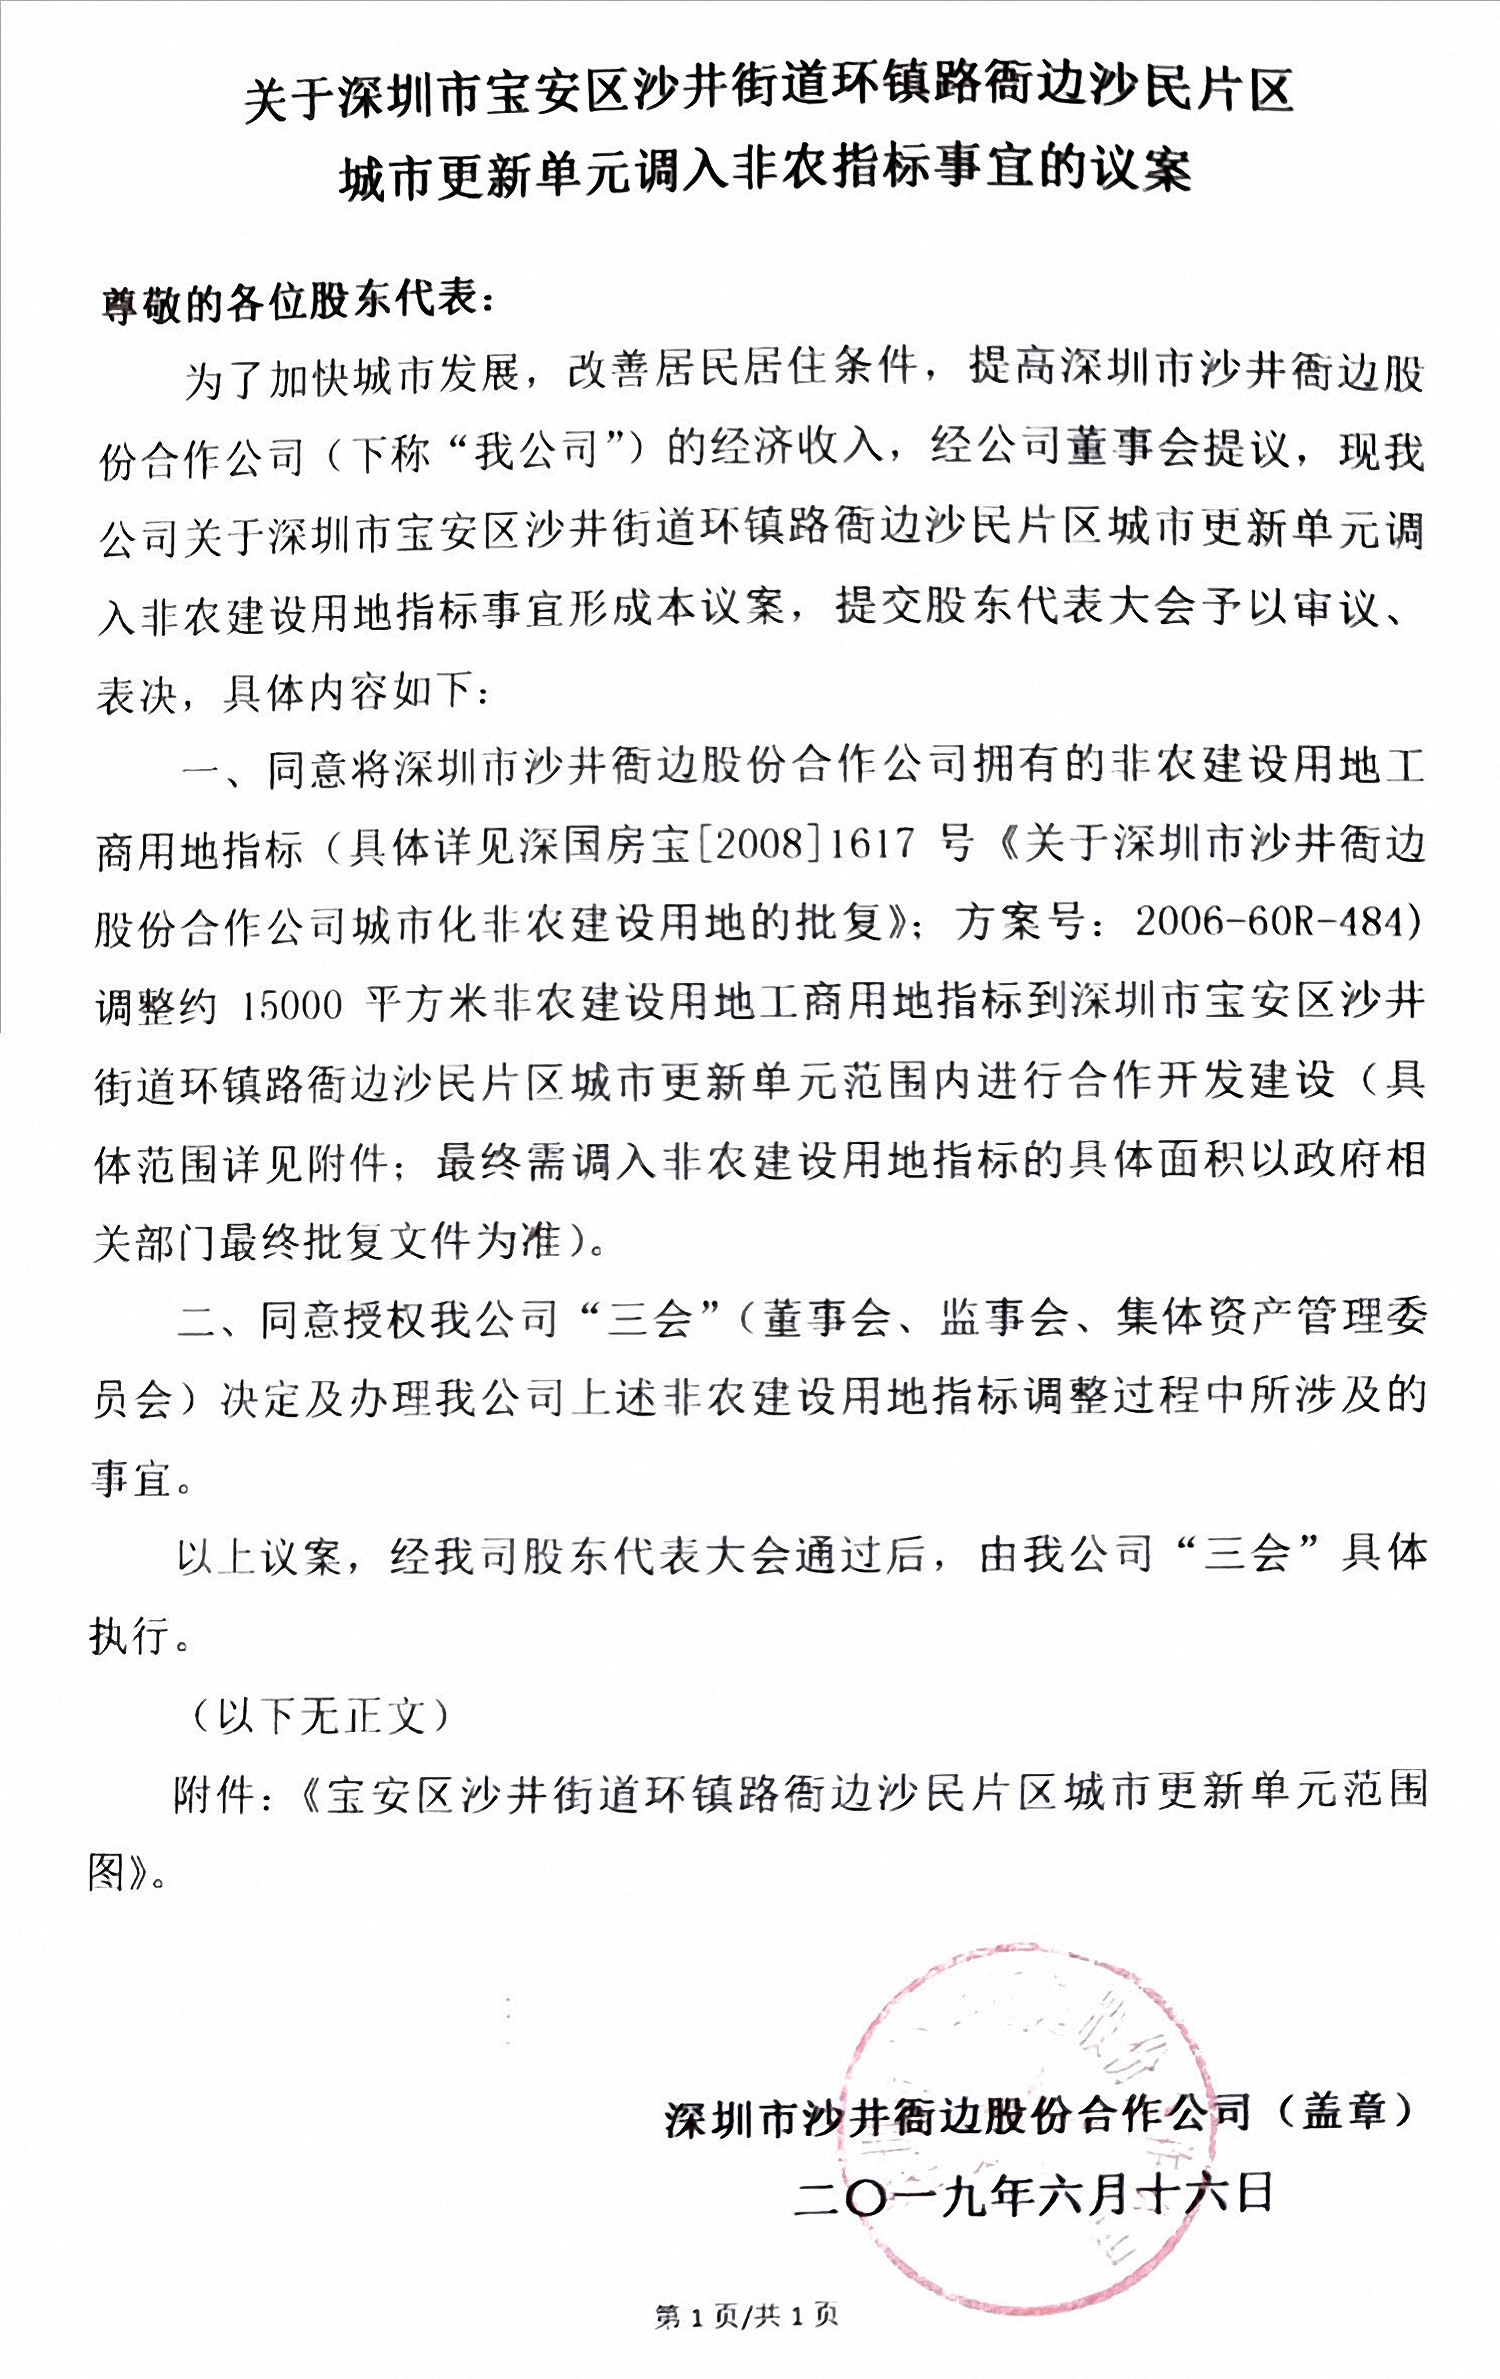 关于深圳市宝安区沙井街道环镇路衙边沙民片区
城市更新单元调入非农指标事宜的议案
尊敬的各位股东代表：
为了加快城市发展，改善居民居住条件，提高深圳市沙井衙边股
份合作公司（下称“我公司”）的经济收入，经公司董事会提议，现我
公司关于深圳市宝安区沙井街道环镇路衙边沙民片区城市更新单元调
入非农建设用地指标事宜形成本议案，提交股东代表大会予以审议、
表决，具体内容如下：
一、同意将深圳市沙井衙边股份合作公司拥有的非农建设用地工
商用地指标（具体详见深国房宝[2008]1617 号《关于深圳市沙井衙边
股份合作公司城市化非农建设用地的批复》；方案号：2006-60R-484)
调整约 15000 平方米非农建设用地工商用地指标到深圳市宝安区沙井
街道环镇路衙边沙民片区城市更新单元范围内进行合作开发建设（具
体范围详见附件；最终需调入非农建设用地指标的具体面积以政府相
关部门最终批复文件为准）。
二、同意授权我公司“三会”（董事会、监事会、集体资产管理委
员会）决定及办理我公司上述非农建设用地指标调整过程中所涉及的
事宜。
以上议案，经我司股东代表大会通过后，由我公司“三会”具体
执行。
（以下无正文）
附件：《宝安区沙井街道环镇路衙边沙民片区城市更新单元范围
图》。
深圳市沙井衙边股份合作公司（盖章）
二〇一九年六月十六日
第 1 页/共 1 页